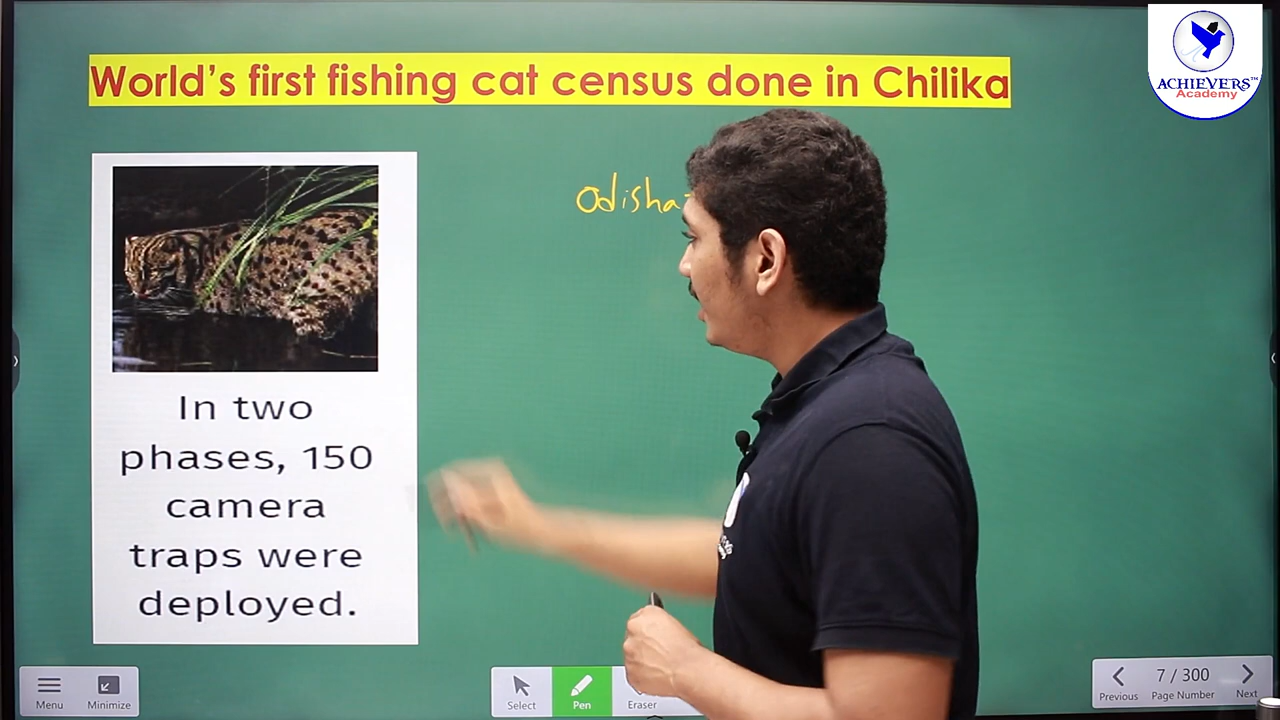 World's first fishing cat census done in Chilika
ACHIEVERS™
Academy
Odisha
In two
phases, 150
camera
traps were
deployed.
Menu
Minimize
Select
Pen
Eraser
Previous
7 / 300
Page Number
Next